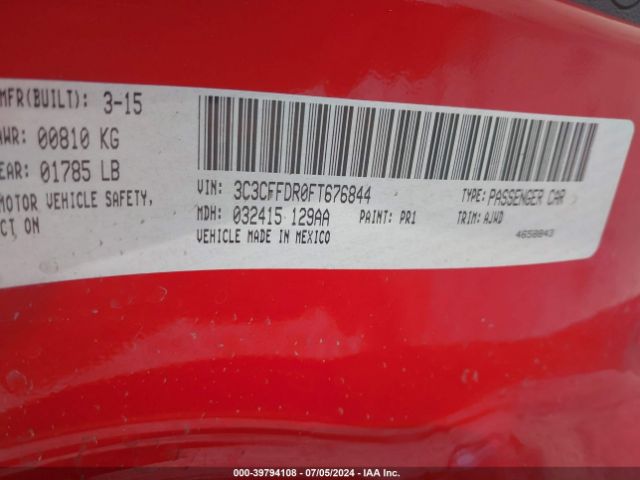 MFR(BUILT): 3-15
AWR: 00810 KG
EAR: 01785 LB
MOTOR VEHICLE SAFETY,
CT ON
VIN: 3C3CFFDR0FT676844 TYPE: PASSENGER CAR
MDH: 032415 129AA PAINT: PR1 TRIM: AJWD
VEHICLE MADE IN MEXICO 4658843
000-39794108 - 07/05/2024 - IAA Inc.